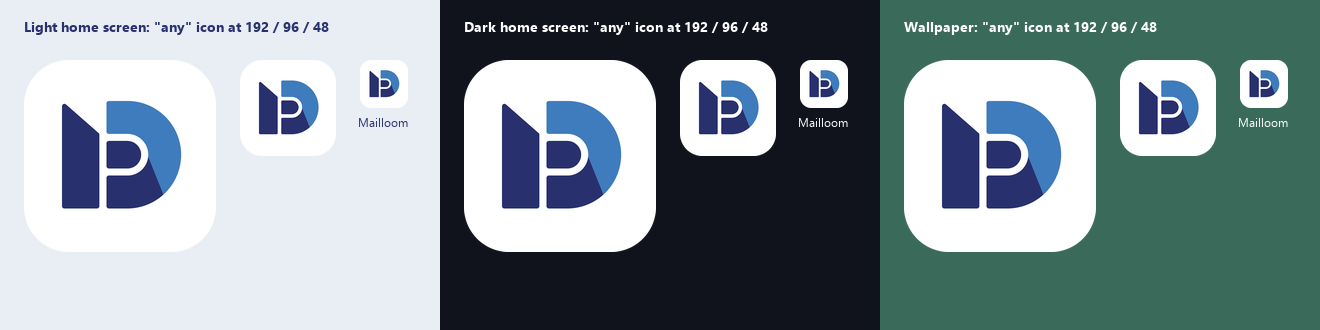 Light home screen: "any" icon at 192 / 96 / 48
Mailloom
Dark home screen: "any" icon at 192 / 96 / 48
Mailloom
Wallpaper: "any" icon at 192 / 96 / 48
Mailloom